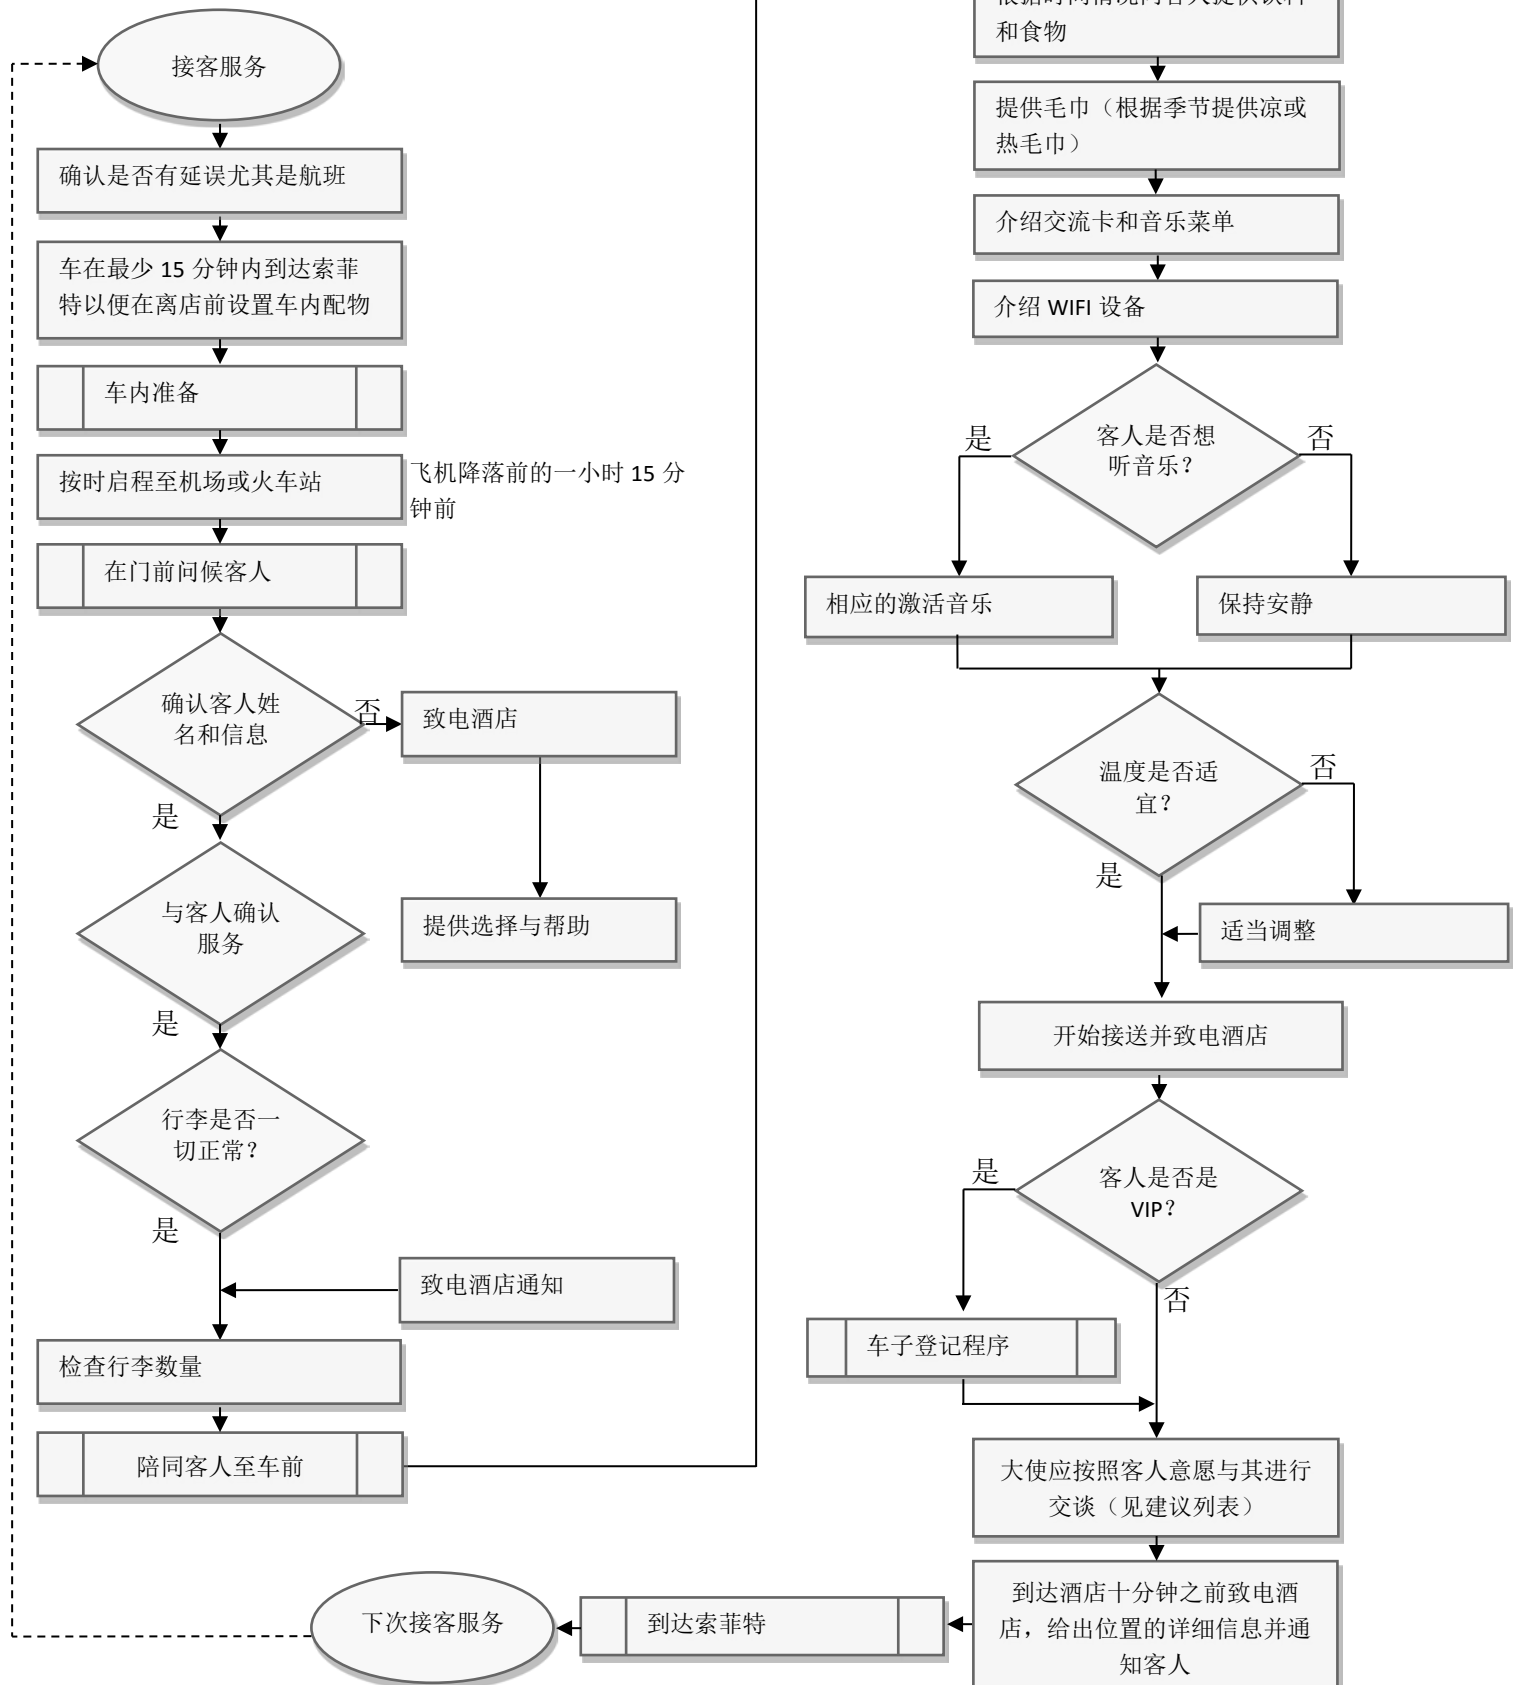 接客服务
确认是否有延误尤其是航班
车在最少 15 分钟内到达索菲
特以便在离店前设置车内配物
车内准备
按时启程至机场或火车站
飞机降落前的一小时 15 分
钟前
在门前问候客人
确认客人姓
名和信息
否
致电酒店
是
与客人确认
服务
提供选择与帮助
是
行李是否一
切正常？
是
致电酒店通知
检查行李数量
陪同客人至车前
根据时间情况向客人提供饮料
和食物
提供毛巾（根据季节提供凉或
热毛巾）
介绍交流卡和音乐菜单
介绍 WIFI 设备
客人是否想
听音乐？
是
否
相应的激活音乐
保持安静
温度是否适
宜？
否
是
适当调整
开始接送并致电酒店
客人是否是
VIP？
是
否
车子登记程序
大使应按照客人意愿与其进行
交谈（见建议列表）
到达酒店十分钟之前致电酒
店，给出位置的详细信息并通
知客人
到达索菲特
下次接客服务